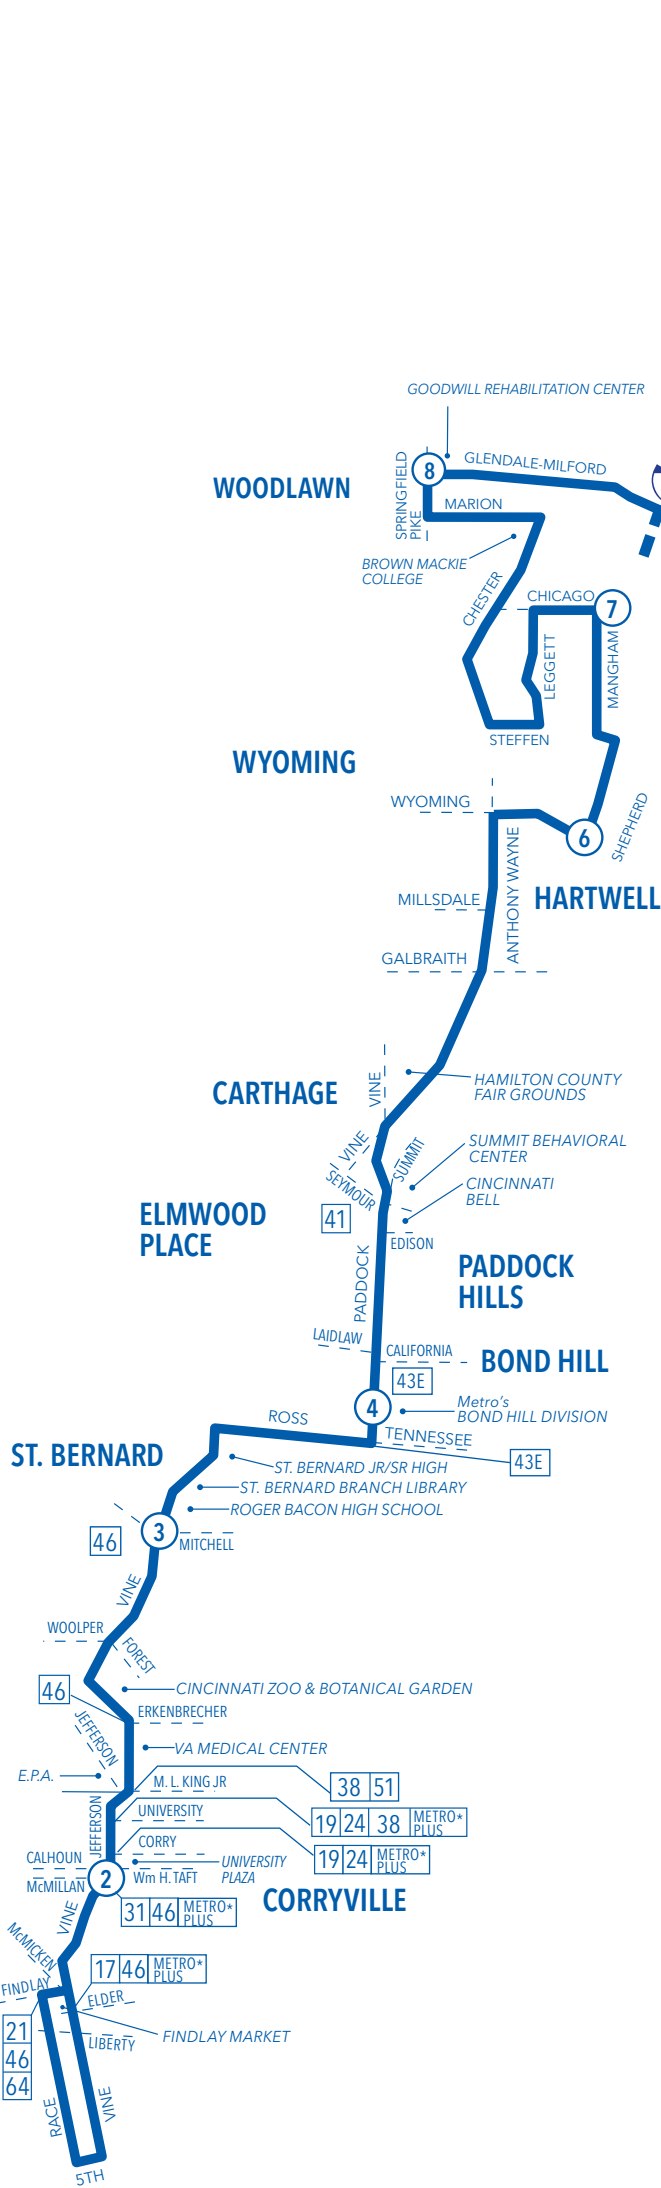 GOODWILL REHABILITATION CENTER
8
GLENDALE-MILFORD
WOODLAWN
SPRINGFIELD
PIKE
MARION
BROWN MACKIE
COLLEGE
CHESTER
CHICAGO
7
LEGGETT
MANGHAM
STEFFEN
WYOMING
WYOMING
6
SHEPHERD
ANTHONY WAYNE
MILLSDALE
HARTWELL
GALBRAITH
CARTHAGE
VINE
HAMILTON COUNTY
FAIR GROUNDS
VINE
SUMMIT
SUMMIT BEHAVIORAL
CENTER
SEYMOUR
CINCINNATI
BELL
ELMWOOD
PLACE
41
EDISON
PADDOCK
PADDOCK
HILLS
LAIDLAW
CALIFORNIA
BOND HILL
43E
4
Metro's
BOND HILL DIVISION
ROSS
TENNESSEE
ST. BERNARD
43E
ST. BERNARD JR/SR HIGH
ST. BERNARD BRANCH LIBRARY
ROGER BACON HIGH SCHOOL
46
3
MITCHELL
VINE
WOOLPER
FOREST
46
CINCINNATI ZOO & BOTANICAL GARDEN
ERKENBRECHER
JEFFERSON
VA MEDICAL CENTER
E.P.A.
M. L. KING JR
38 51
JEFFERSON
UNIVERSITY
19 24 38 METRO*
PLUS
CORRY
CALHOUN
19 24 METRO*
PLUS
UNIVERSITY
PLAZA
2
Wm H. TAFT
McMILLAN
CORRYVILLE
31 46 METRO*
PLUS
VINE
McMICKEN
17 46 METRO*
PLUS
FINDLAY
ELDER
21
46
64
LIBERTY
FINDLAY MARKET
RACE
VINE
5TH